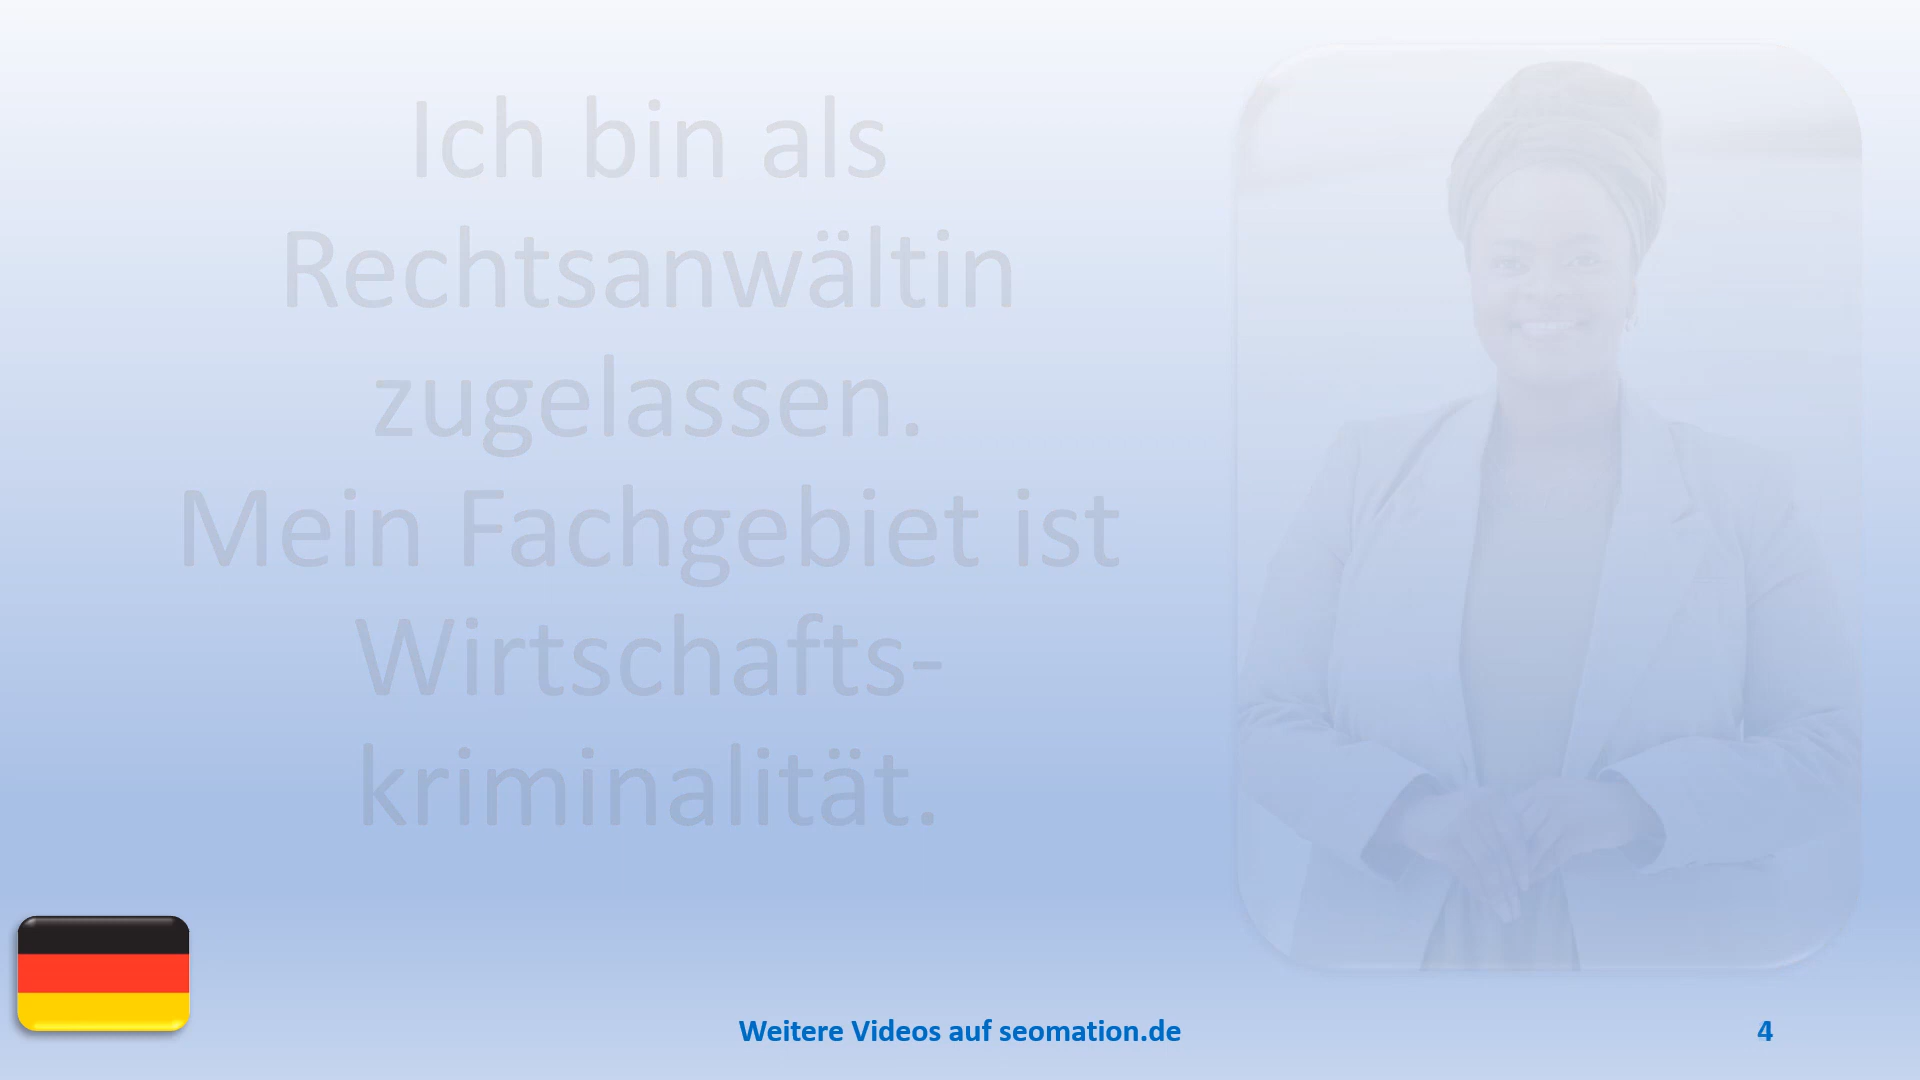 Ich bin als
Rechtsanwältin
zugelassen.
Mein Fachgebiet ist
Wirtschafts-
kriminalität.
Weitere Videos auf seomation.de
4